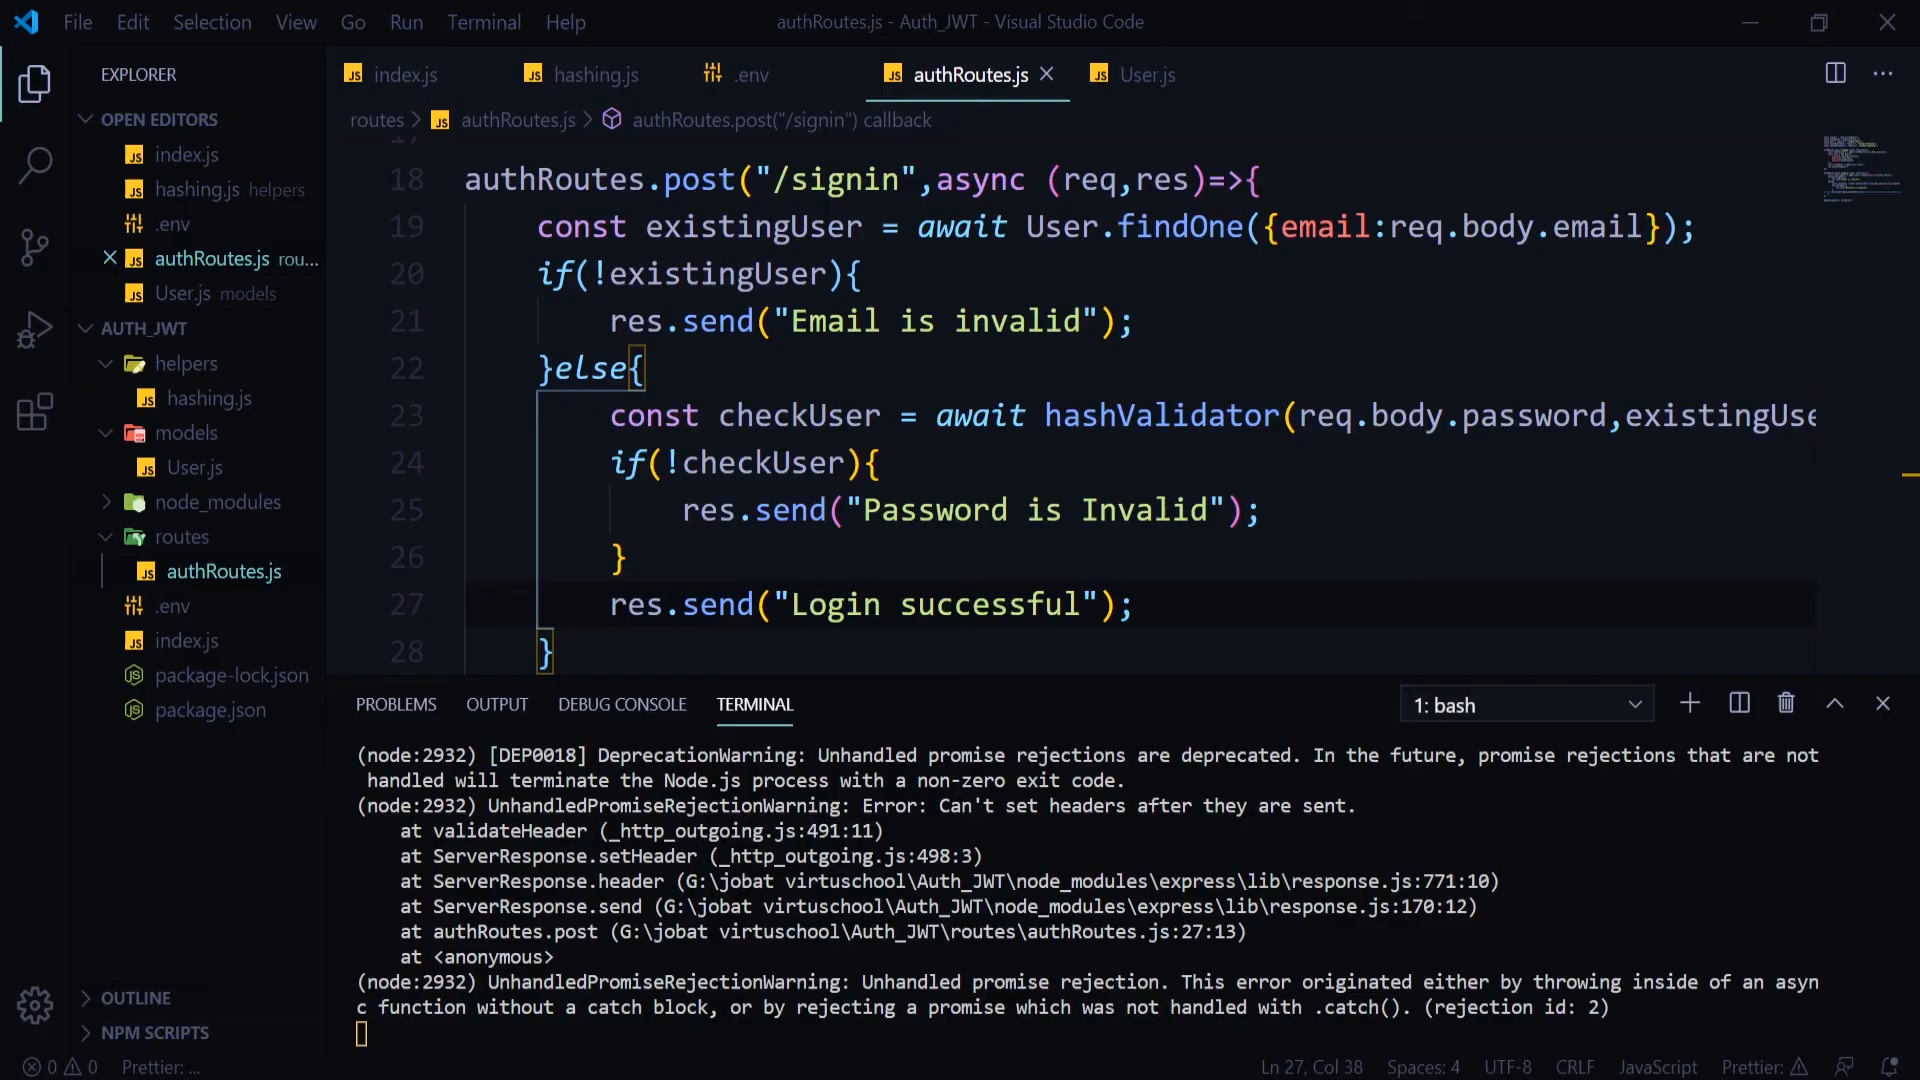 File Edit Selection View Go Run Terminal Help authRoutes.js - Auth_JWT - Visual Studio Code
EXPLORER
OPEN EDITORS
index.js
hashing.js helpers
.env
authRoutes.js rou...
User.js models
AUTH_JWT
helpers
hashing.js
models
User.js
node_modules
routes
authRoutes.js
.env
index.js
package-lock.json
package.json
OUTLINE
NPM SCRIPTS
index.js hashing.js .env authRoutes.js User.js
routes > authRoutes.js > authRoutes.post("/signin") callback
17
18 authRoutes.post("/signin",async (req,res)=>{
19 const existingUser = await User.findOne({email:req.body.email});
20 if(!existingUser){
21 res.send("Email is invalid");
22 }else{
23 const checkUser = await hashValidator(req.body.password,existingUse
24 if(!checkUser){
25 res.send("Password is Invalid");
26 }
27 res.send("Login successful");
28 }
PROBLEMS OUTPUT DEBUG CONSOLE TERMINAL 1: bash
(node:2932) [DEP0018] DeprecationWarning: Unhandled promise rejections are deprecated. In the future, promise rejections that are not
handled will terminate the Node.js process with a non-zero exit code.
(node:2932) UnhandledPromiseRejectionWarning: Error: Can't set headers after they are sent.
at validateHeader (_http_outgoing.js:491:11)
at ServerResponse.setHeader (_http_outgoing.js:498:3)
at ServerResponse.header (G:\jobat virtuschool\Auth_JWT\node_modules\express\lib\response.js:771:10)
at ServerResponse.send (G:\jobat virtuschool\Auth_JWT\node_modules\express\lib\response.js:170:12)
at authRoutes.post (G:\jobat virtuschool\Auth_JWT\routes\authRoutes.js:27:13)
at <anonymous>
(node:2932) UnhandledPromiseRejectionWarning: Unhandled promise rejection. This error originated either by throwing inside of an asyn
c function without a catch block, or by rejecting a promise which was not handled with .catch(). (rejection id: 2)
0 0 Prettier: ... Ln 27, Col 38 Spaces: 4 UTF-8 CRLF JavaScript Prettier: